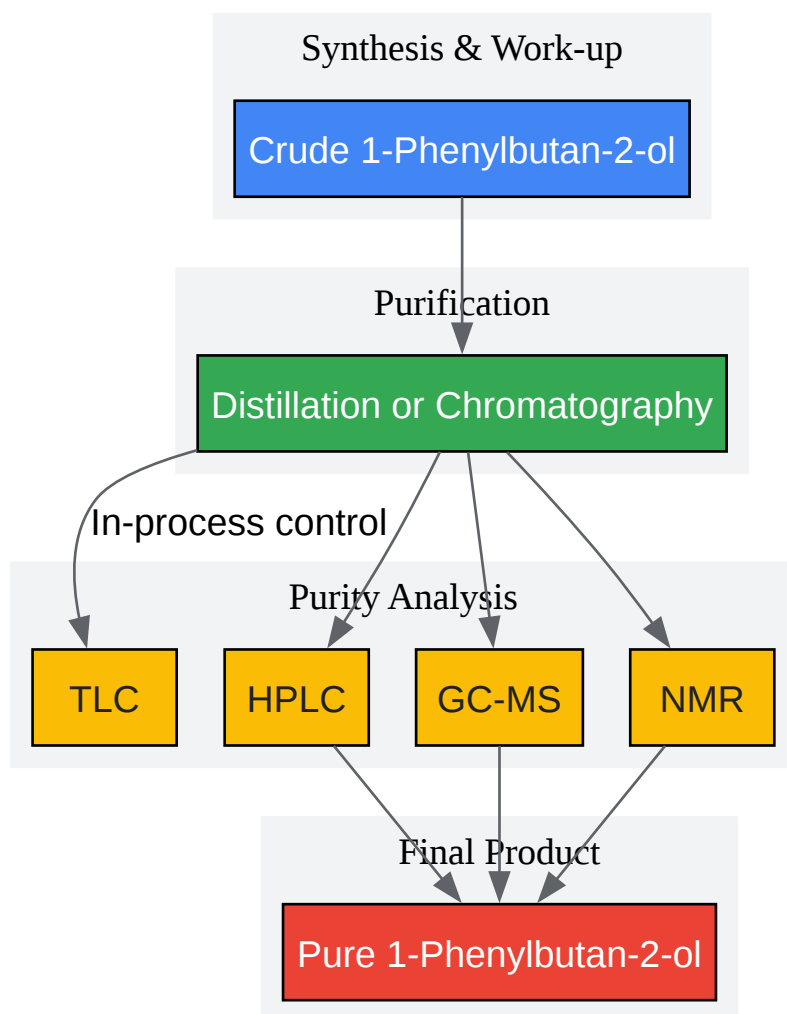 Synthesis & Work-up
Crude 1-Phenylbutan-2-ol
Purification
Distillation or Chromatography
In-process control
Purity Analysis
TLC
HPLC
GC-MS
NMR
Final Product
Pure 1-Phenylbutan-2-ol